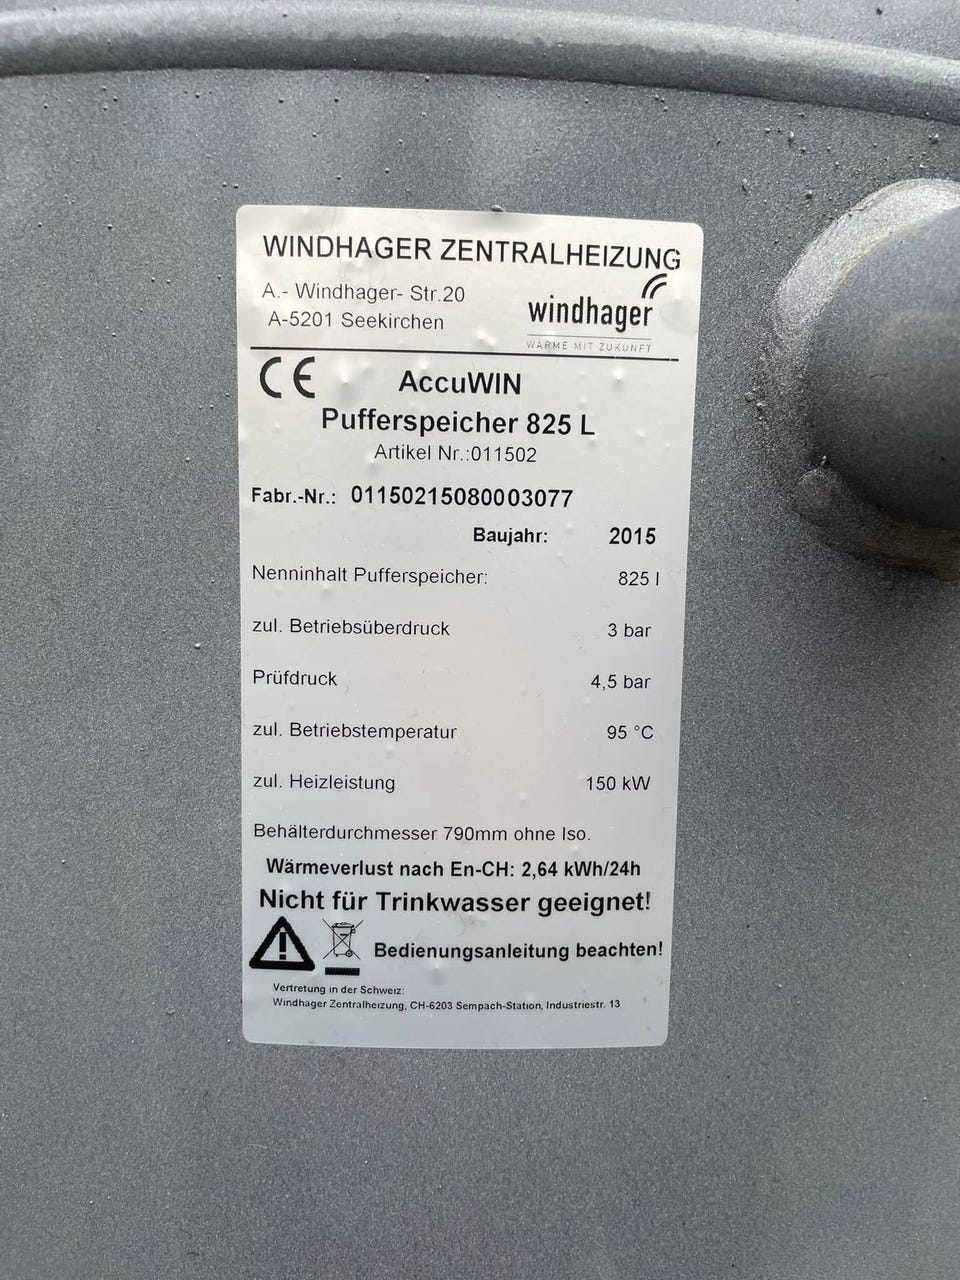 WINDHAGER ZENTRALHEIZUNG
A.- Windhager- Str.20
A-5201 Seekirchen
windhager
WÄRME MIT ZUKUNFT
CE
AccuWIN
Pufferspeicher 825 L
Artikel Nr.:011502
Fabr.-Nr.: 01150215080003077
Baujahr: 2015
Nenninhalt Pufferspeicher: 825 l
zul. Betriebsüberdruck 3 bar
Prüfdruck 4,5 bar
zul. Betriebstemperatur 95 °C
zul. Heizleistung 150 kW
Behälterdurchmesser 790mm ohne Iso.
Wärmeverlust nach En-CH: 2,64 kWh/24h
Nicht für Trinkwasser geeignet!
Bedienungsanleitung beachten!
Vertretung in der Schweiz:
Windhager Zentralheizung, CH-6203 Sempach-Station, Industriestr. 13